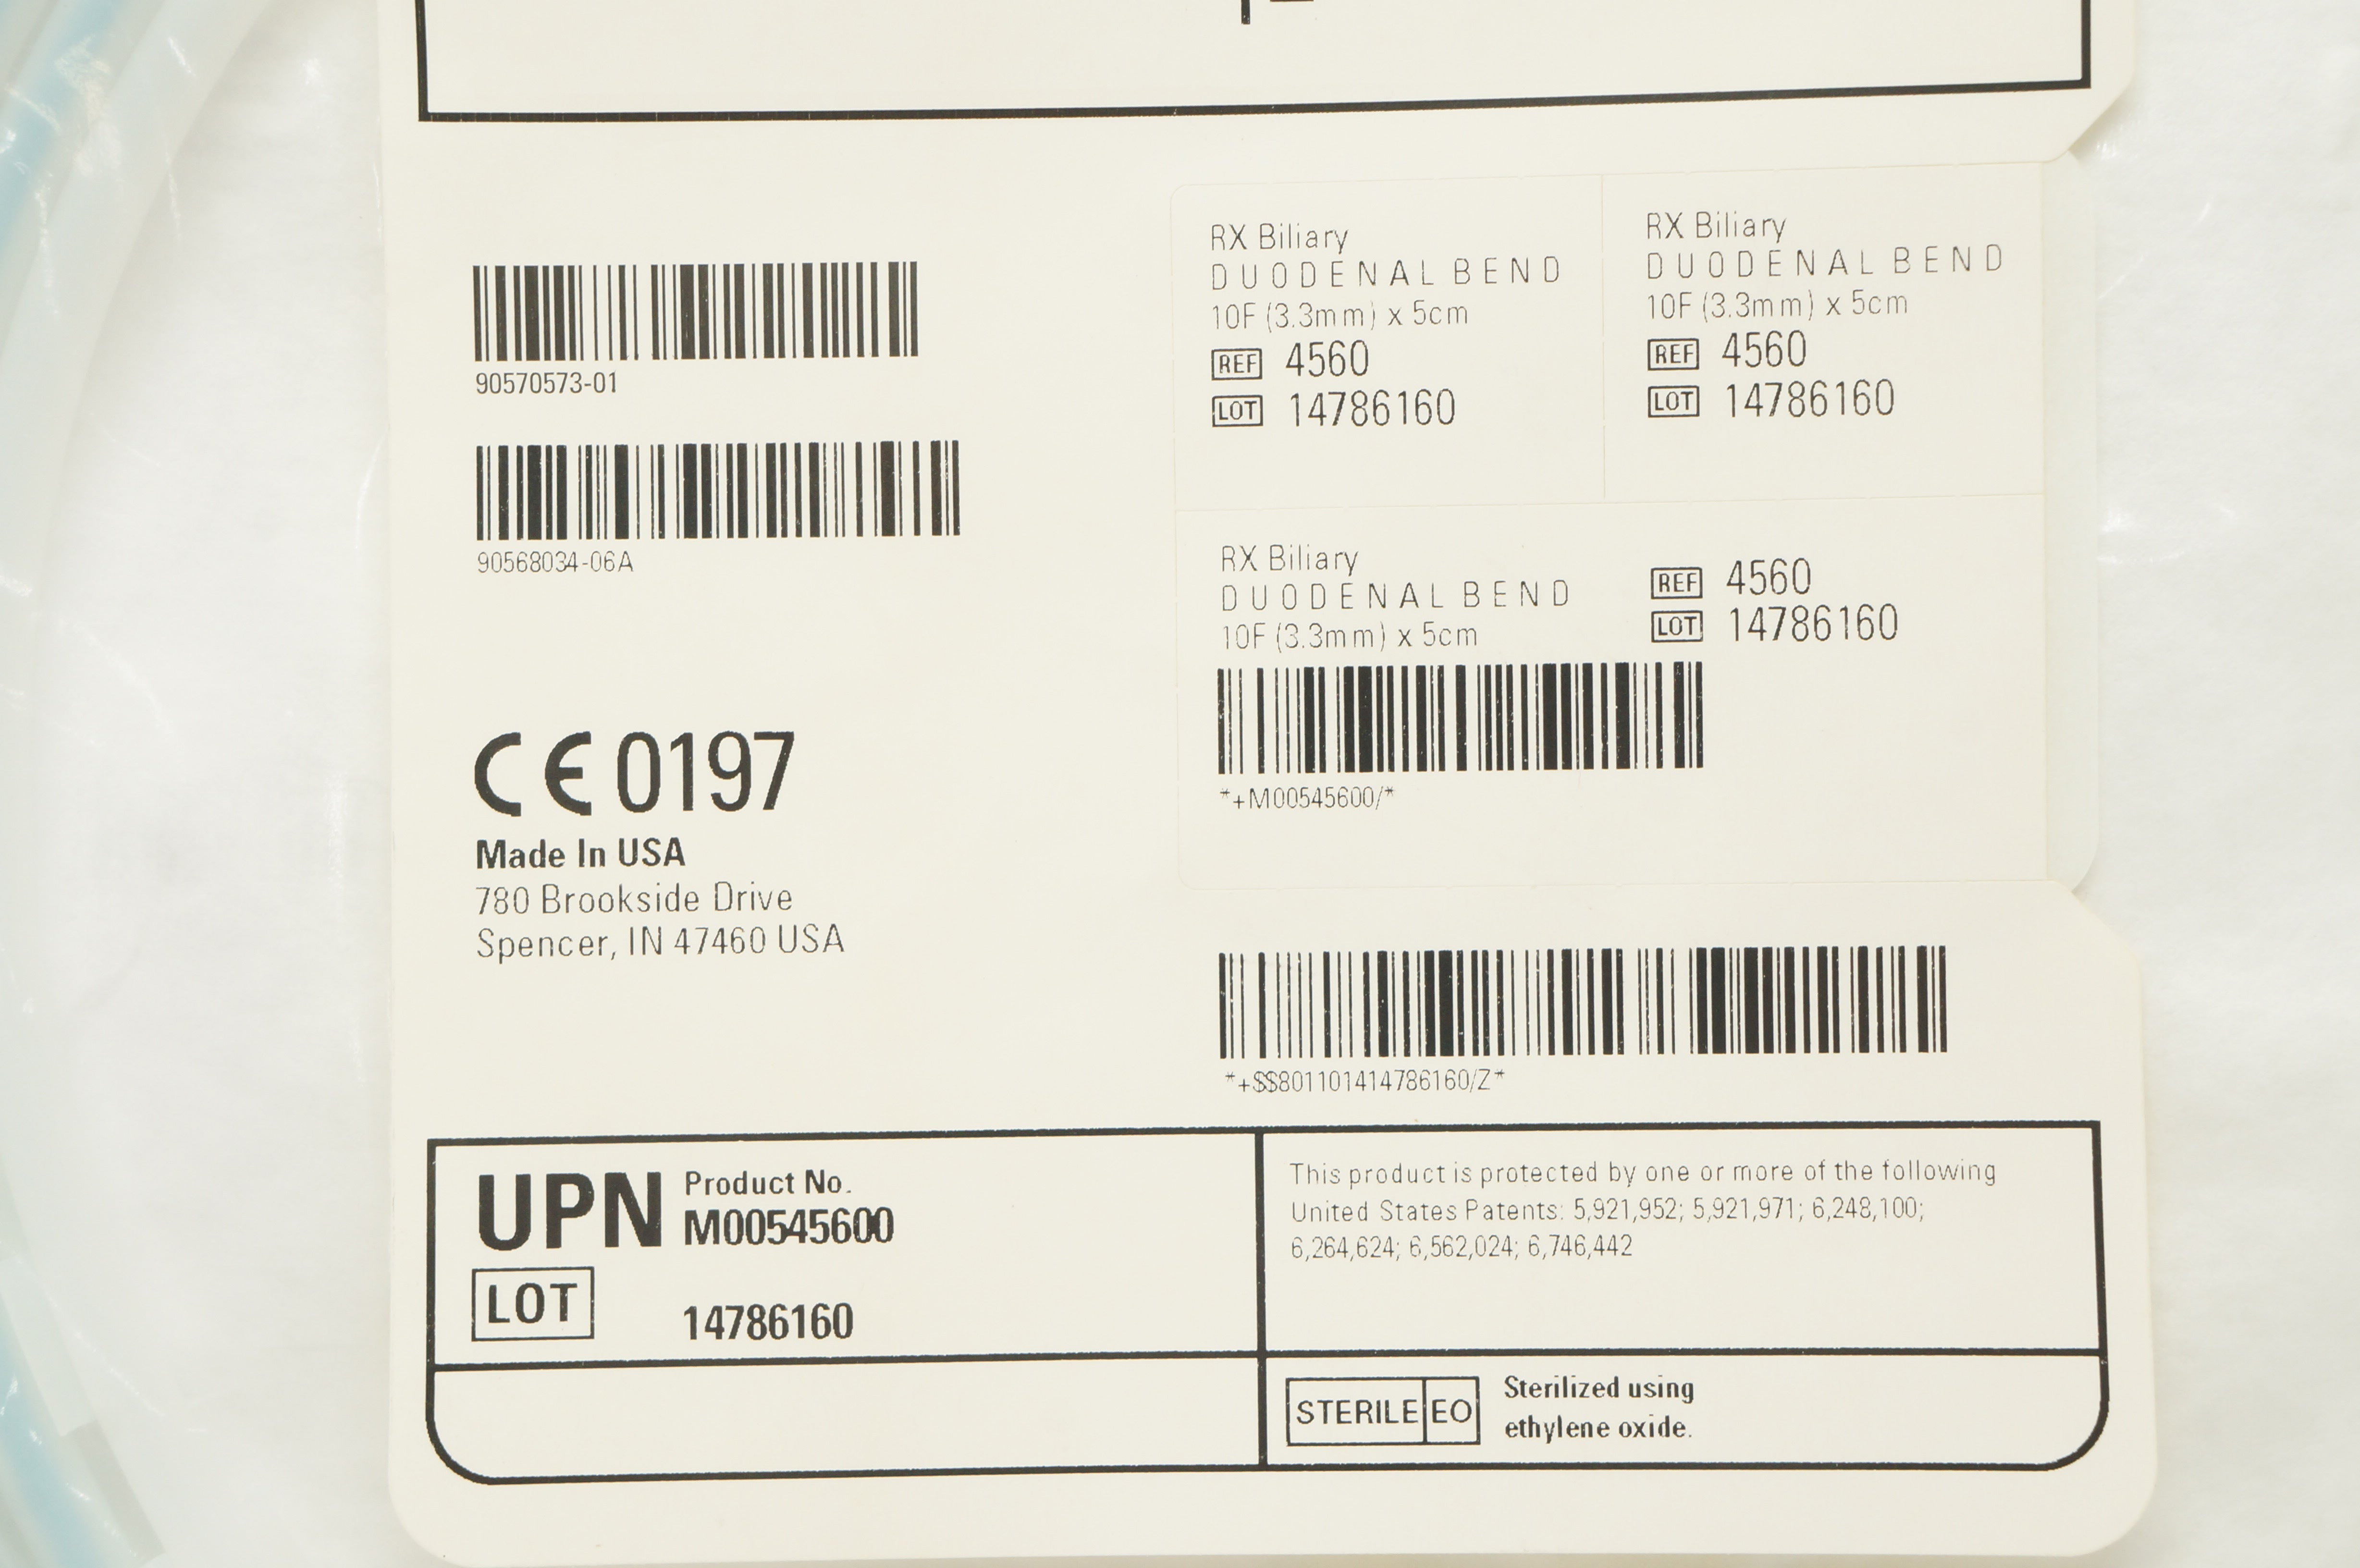 90570573-01
90568034-06A
CE 0197
Made In USA
780 Brookside Drive
Spencer, IN 47460 USA
RX Biliary
DUODENAL BEND
10F (3.3mm) x 5cm
REF 4560
LOT 14786160
RX Biliary
DUODENAL BEND
10F (3.3mm) x 5cm
REF 4560
LOT 14786160
RX Biliary
DUODENAL BEND
10F (3.3mm) x 5cm
REF 4560
LOT 14786160
*+M00545600/*
*+$$801101414786160/Z*
UPN Product No.
M00545600
LOT 14786160
This product is protected by one or more of the following
United States Patents: 5,921,952; 5,921,971; 6,248,100;
6,264,624; 6,562,024; 6,746,442
STERILE EO
Sterilized using
ethylene oxide.